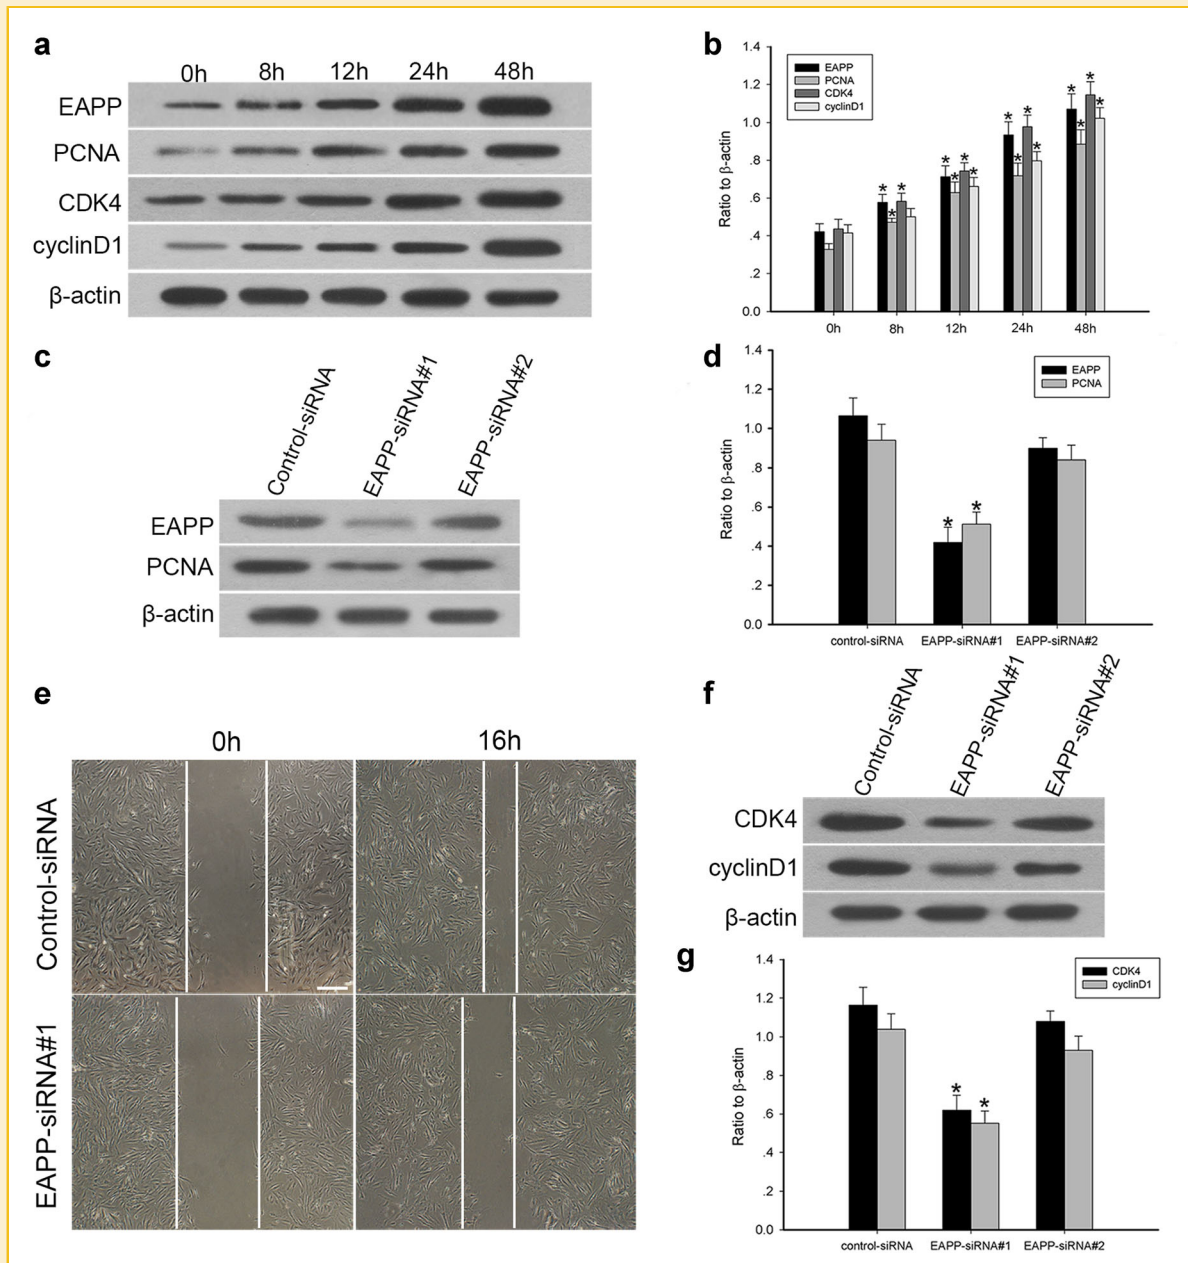 a
0h 8h 12h 24h 48h
EAPP
PCNA
CDK4
cyclinD1
β-actin
b
1.4
1.2
1.0
.8
.6
.4
.2
0.0
Ratio to β-actin
EAPP
PCNA
CDK4
cyclinD1
* * *
* * * *
* * * *
* * * *
0h 8h 12h 24h 48h
c
Control-siRNA
EAPP-siRNA#1
EAPP-siRNA#2
EAPP
PCNA
β-actin
d
1.4
1.2
1.0
.8
.6
.4
.2
0.0
Ratio to β-actin
EAPP
PCNA
* *
control-siRNA EAPP-siRNA#1 EAPP-siRNA#2
e
0h 16h
Control-siRNA
EAPP-siRNA#1
f
Control-siRNA
EAPP-siRNA#1
EAPP-siRNA#2
CDK4
cyclinD1
β-actin
g
1.4
1.2
1.0
.8
.6
.4
.2
0.0
Ratio to β-actin
CDK4
cyclinD1
* *
control-siRNA EAPP-siRNA#1 EAPP-siRNA#2